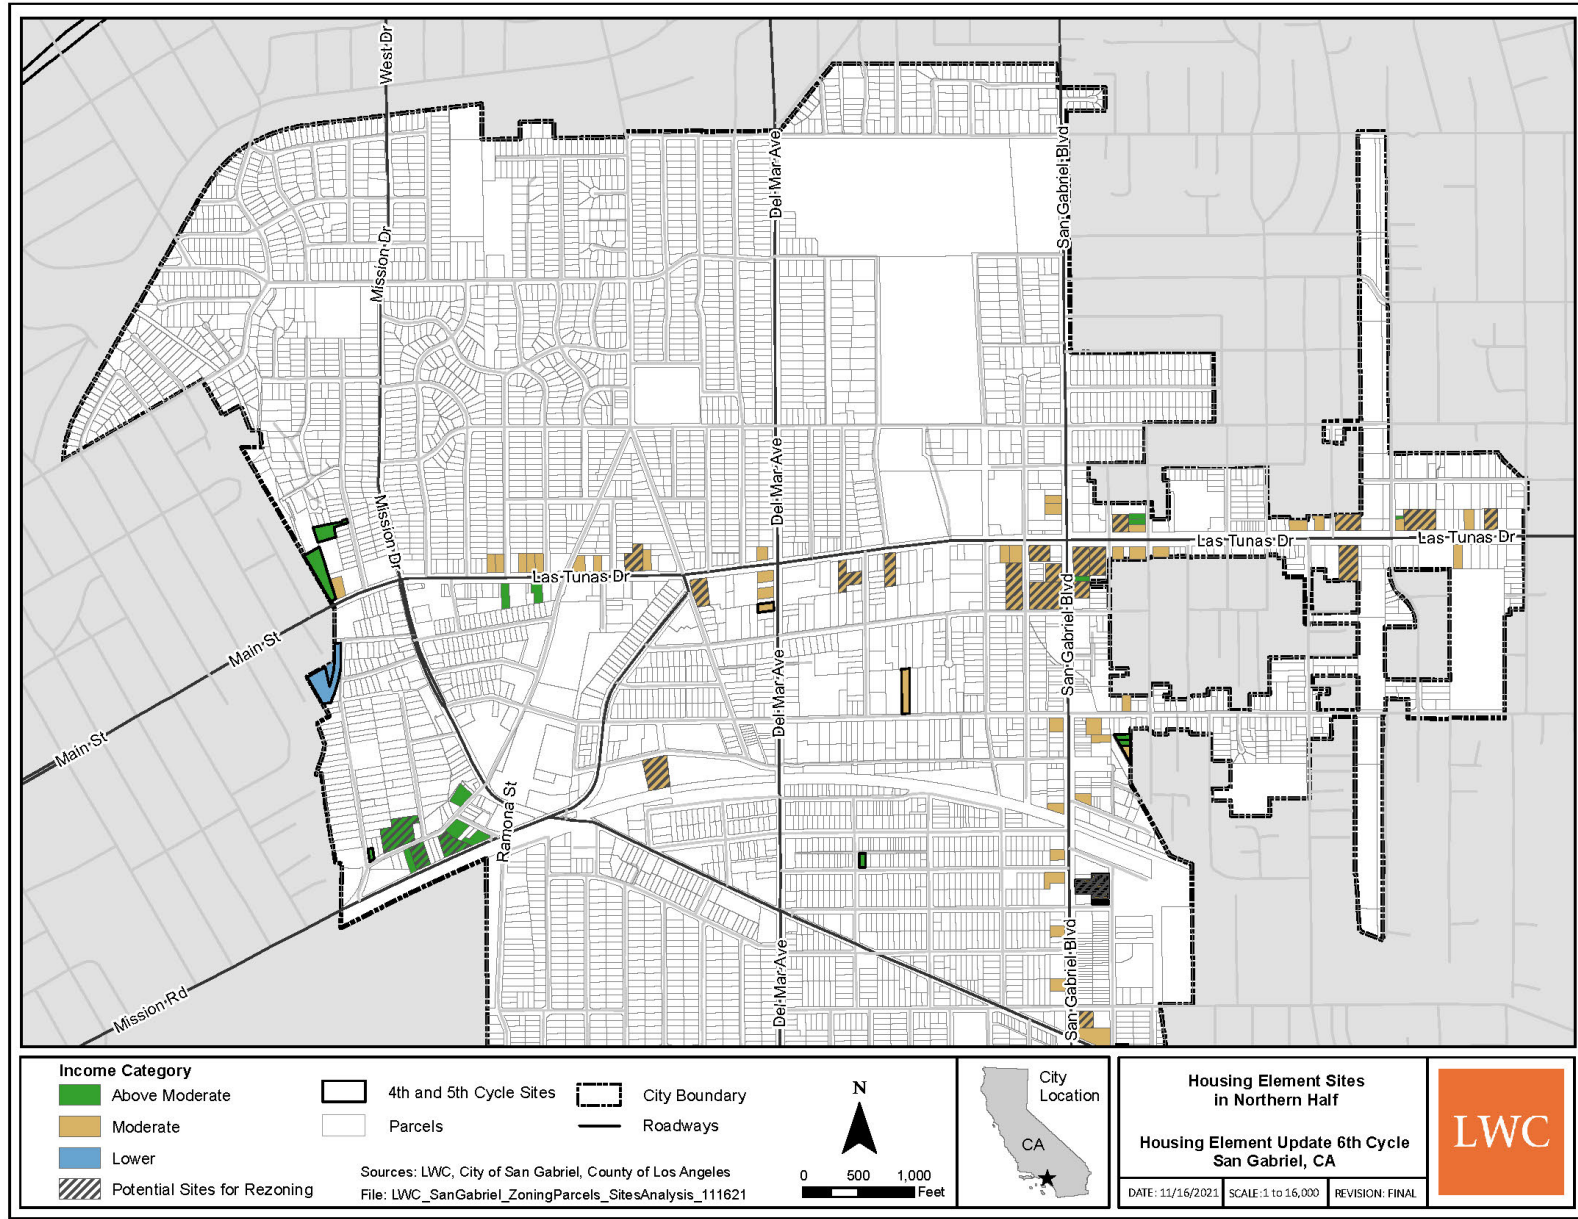 West Dr
Mission Dr
Mission Dr
Del Mar Ave
Del Mar Ave
Del Mar Ave
Del Mar Ave
San Gabriel Blvd
San Gabriel Blvd
San Gabriel Blvd
Las Tunas Dr
Las Tunas Dr
Las Tunas Dr
Main St
Main St
Ramona St
Mission Rd
Income Category
Above Moderate
Moderate
Lower
Potential Sites for Rezoning
4th and 5th Cycle Sites
Parcels
City Boundary
Roadways
Sources: LWC, City of San Gabriel, County of Los Angeles
File: LWC_SanGabriel_ZoningParcels_SitesAnalysis_111621
N
0 500 1,000
Feet
City
Location
CA
Housing Element Sites
in Northern Half
Housing Element Update 6th Cycle
San Gabriel, CA
DATE: 11/16/2021 SCALE: 1 to 16,000 REVISION: FINAL
LWC